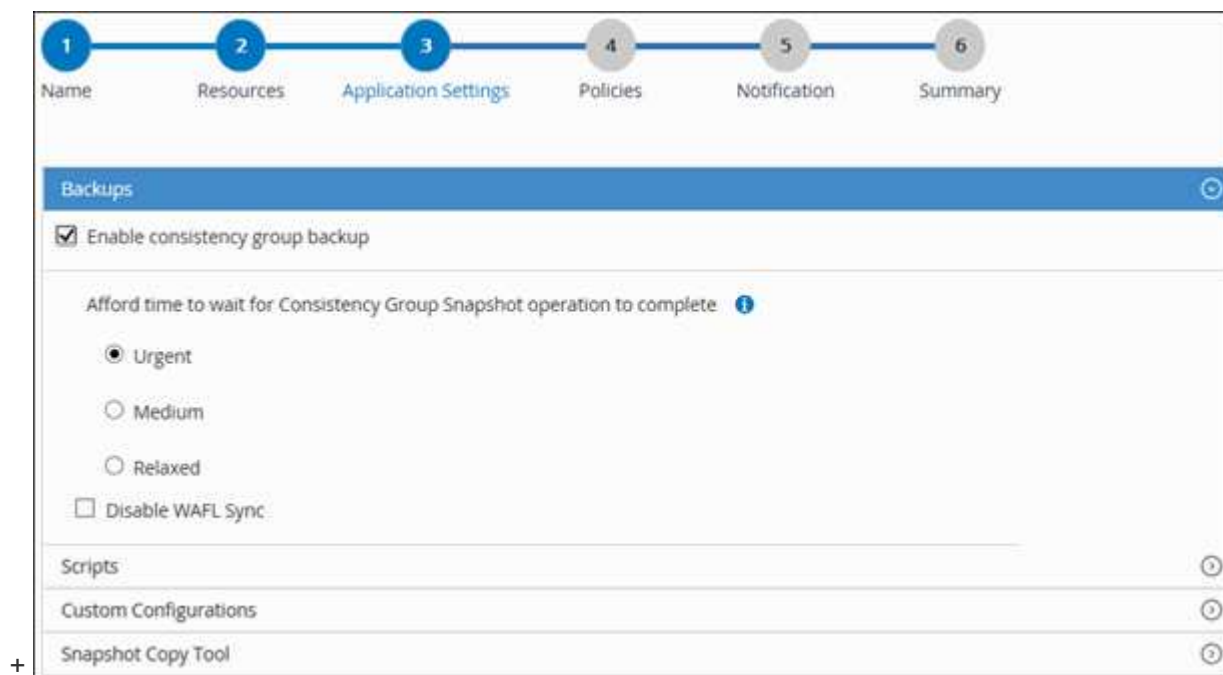 1 2 3 4 5 6
Name Resources Application Settings Policies Notification Summary
Backups
Enable consistency group backup
Afford time to wait for Consistency Group Snapshot operation to complete
Urgent
Medium
Relaxed
Disable WAFL Sync
Scripts
Custom Configurations
Snapshot Copy Tool
+